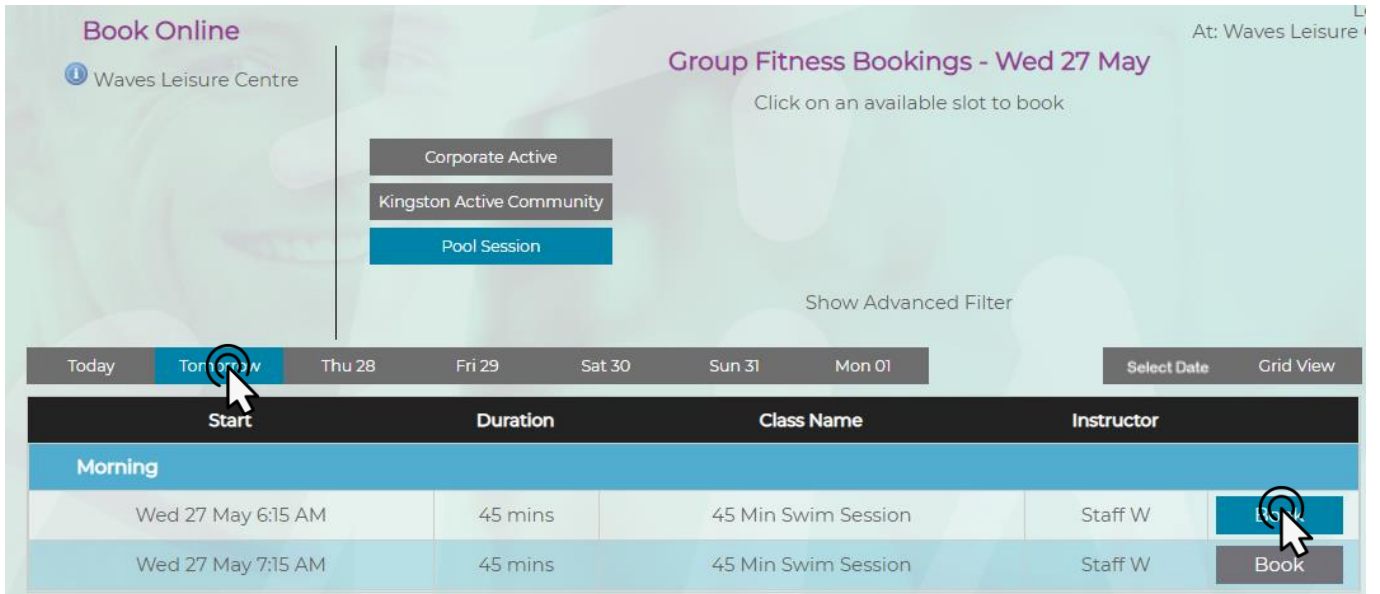 Book Online
Waves Leisure Centre
At: Waves Leisure
Group Fitness Bookings - Wed 27 May
Click on an available slot to book
Corporate Active
Kingston Active Community
Pool Session
Show Advanced Filter
Today Tomorrow Thu 28 Fri 29 Sat 30 Sun 31 Mon 01 Select Date Grid View
Start Duration Class Name Instructor
Morning
Wed 27 May 6:15 AM 45 mins 45 Min Swim Session Staff W Book
Wed 27 May 7:15 AM 45 mins 45 Min Swim Session Staff W Book